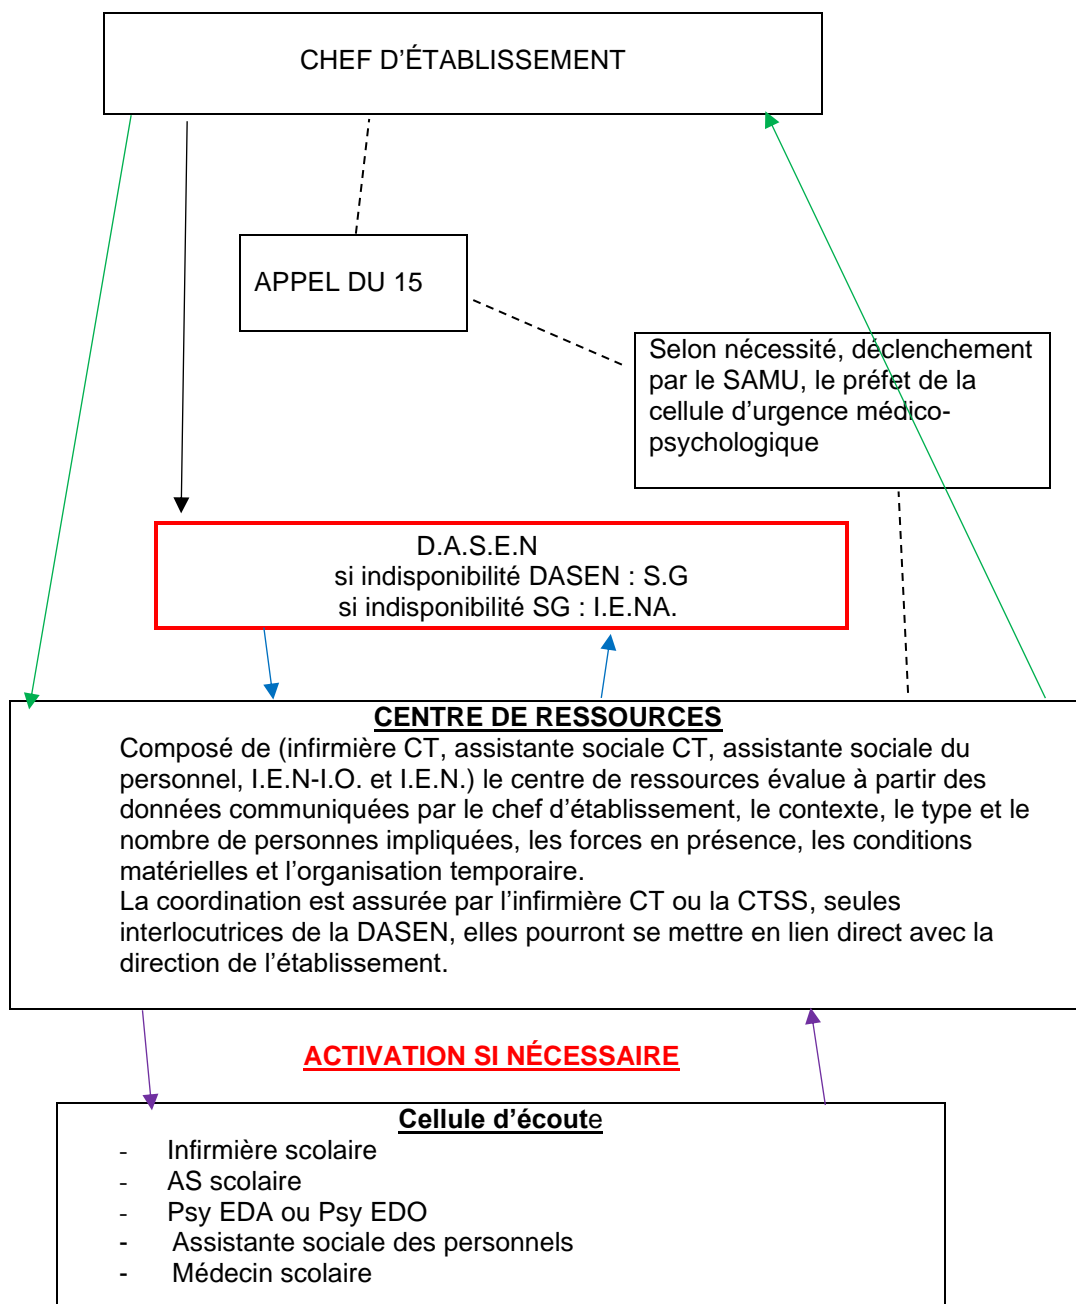 CHEF D’ÉTABLISSEMENT
APPEL DU 15
Selon nécessité, déclenchement
par le SAMU, le préfet de la
cellule d’urgence médico-
psychologique
D.A.S.E.N
si indisponibilité DASEN : S.G
si indisponibilité SG : I.E.NA.
CENTRE DE RESSOURCES
Composé de (infirmière CT, assistante sociale CT, assistante sociale du
personnel, I.E.N-I.O. et I.E.N.) le centre de ressources évalue à partir des
données communiquées par le chef d’établissement, le contexte, le type et le
nombre de personnes impliquées, les forces en présence, les conditions
matérielles et l’organisation temporaire.
La coordination est assurée par l’infirmière CT ou la CTSS, seules
interlocutrices de la DASEN, elles pourront se mettre en lien direct avec la
direction de l’établissement.
ACTIVATION SI NÉCESSAIRE
Cellule d’écoute
- Infirmière scolaire
- AS scolaire
- Psy EDA ou Psy EDO
- Assistante sociale des personnels
- Médecin scolaire